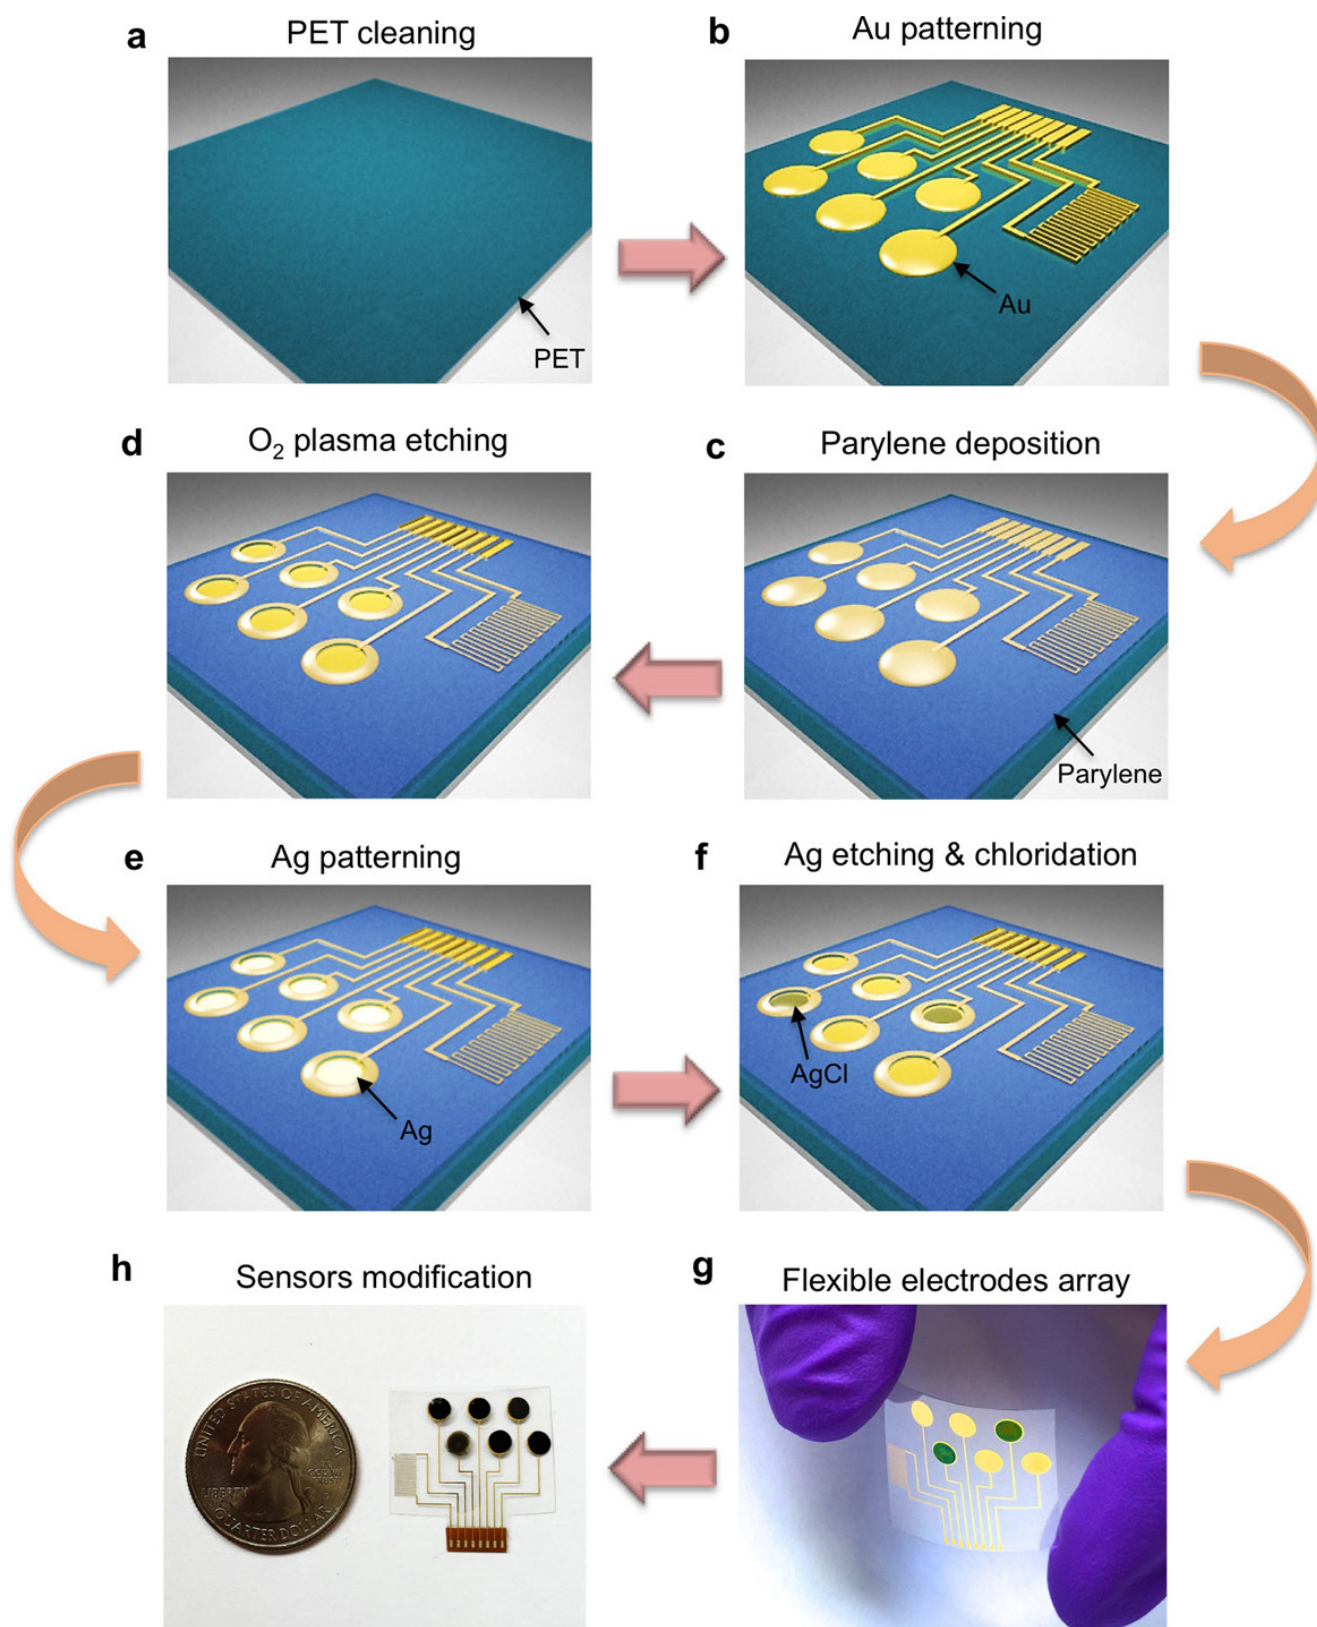 a PET cleaning
PET
b Au patterning
Au
c Parylene deposition
Parylene
d O₂ plasma etching
e Ag patterning
Ag
f Ag etching & chloridation
AgCl
g Flexible electrodes array
h Sensors modification
UNITED STATES OF AMERICA
LIBERTY
QUARTER DOLLAR